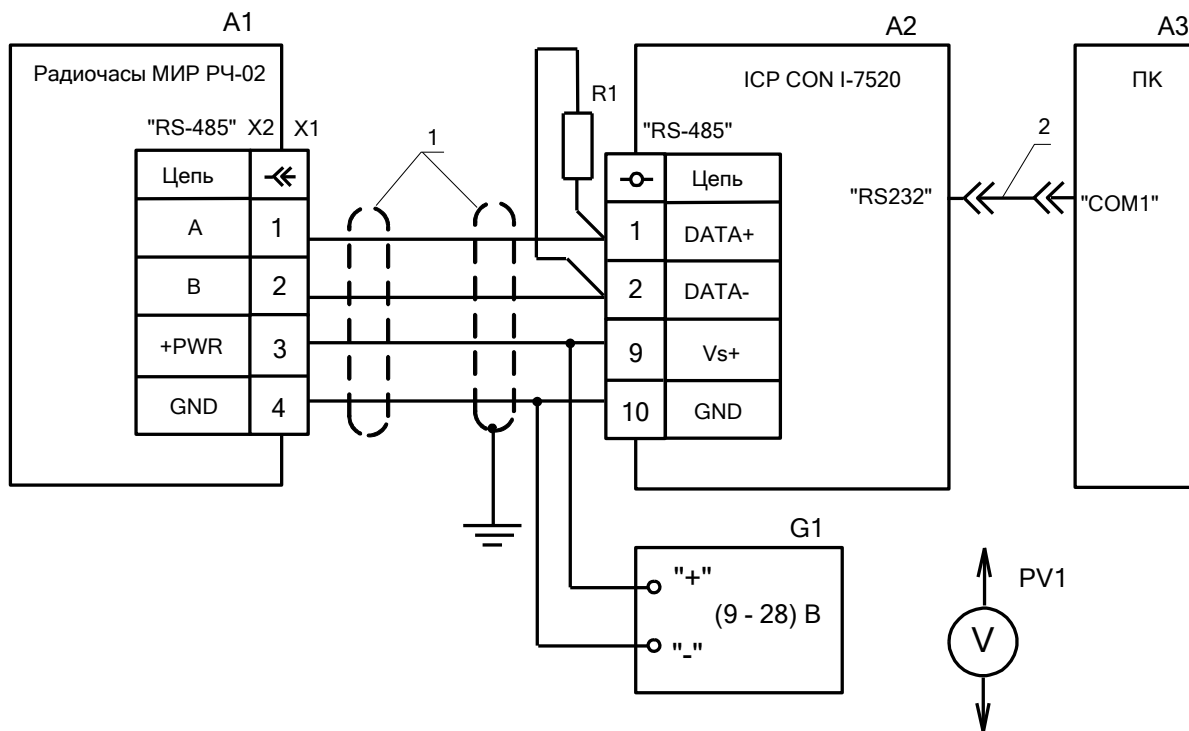 A1
Радиочасы МИР РЧ-02
"RS-485" X2 X1
Цепь
A 1
B 2
+PWR 3
GND 4
1
R1
A2
ICP CON I-7520
"RS-485"
Цепь
1 DATA+
2 DATA-
9 Vs+
10 GND
"RS232"
2
A3
ПК
"COM1"
G1
"+"
(9 - 28) В
"-"
PV1
V